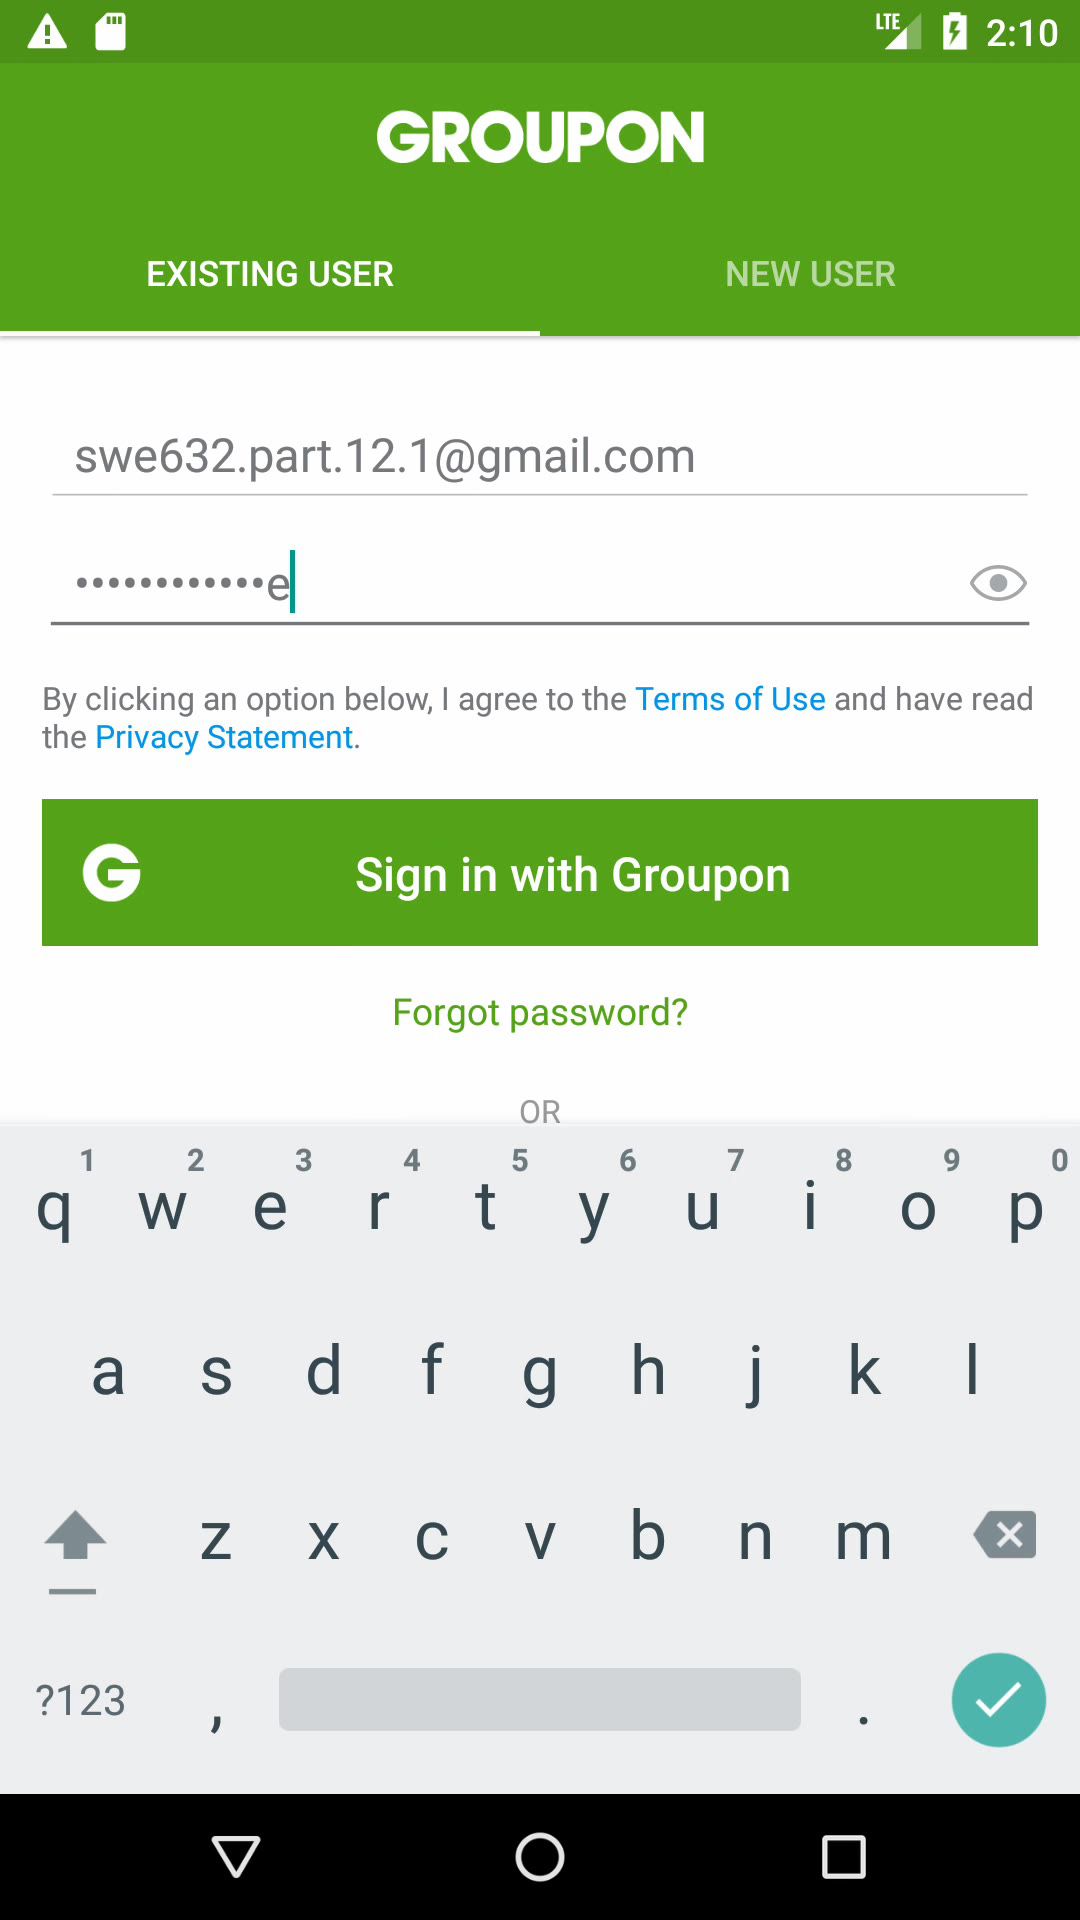 LTE 2:10
GROUPON
EXISTING USER NEW USER
swe632.part.12.1@gmail.com
••••••••••••e
By clicking an option below, I agree to the Terms of Use and have read
the Privacy Statement.
G Sign in with Groupon
Forgot password?
OR
1 2 3 4 5 6 7 8 9 0
q w e r t y u i o p
a s d f g h j k l
z x c v b n m
?123 , .